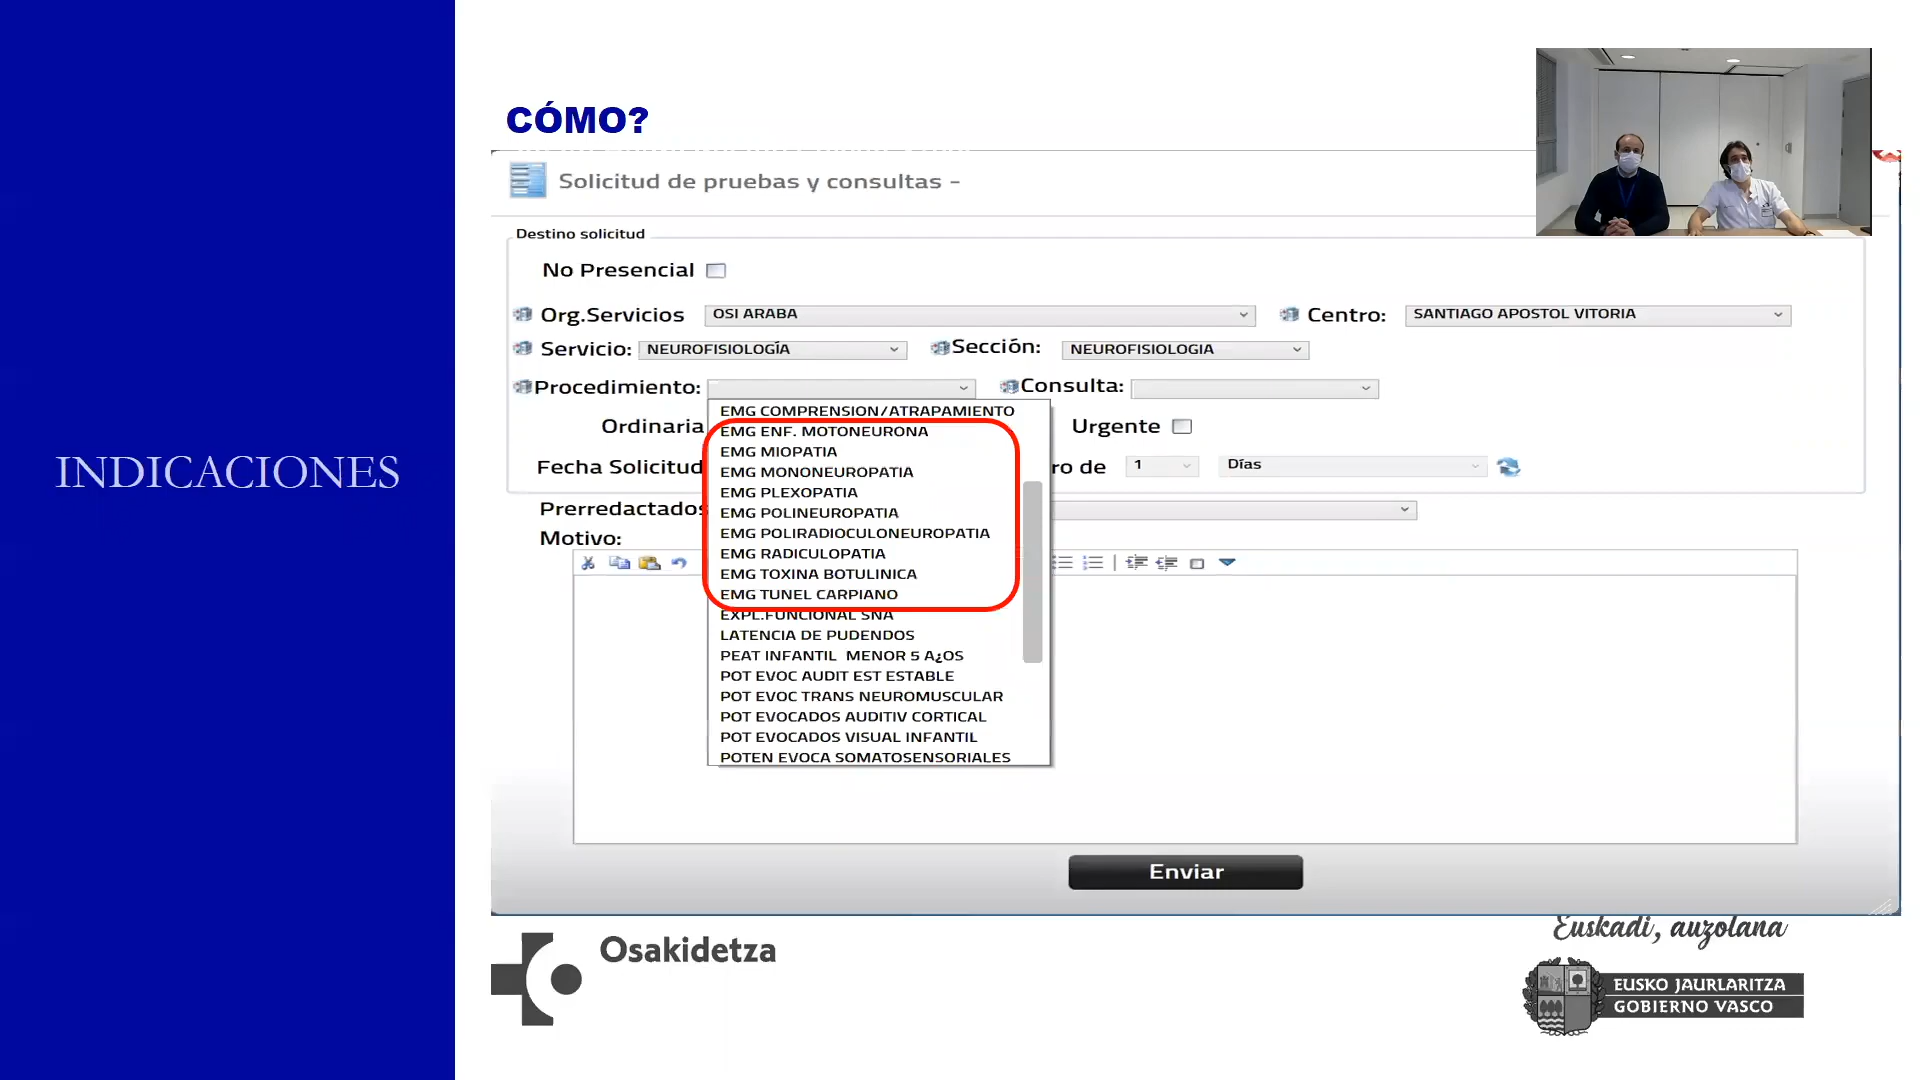 INDICACIONES
CÓMO?
Solicitud de pruebas y consultas -
Destino solicitud
No Presencial
Org.Servicios OSI ARABA Centro: SANTIAGO APOSTOL VITORIA
Servicio: NEUROFISIOLOGÍA Sección: NEUROFISIOLOGIA
Procedimiento: Consulta:
Ordinaria Urgente
Fecha Solicitud ro de 1 Días
Prerredactados
Motivo:
EMG COMPRENSION/ATRAPAMIENTO
EMG ENF. MOTONEURONA
EMG MIOPATIA
EMG MONONEUROPATIA
EMG PLEXOPATIA
EMG POLINEUROPATIA
EMG POLIRADIOCULONEUROPATIA
EMG RADICULOPATIA
EMG TOXINA BOTULINICA
EMG TUNEL CARPIANO
EXPL.FUNCIONAL SNA
LATENCIA DE PUDENDOS
PEAT INFANTIL MENOR 5 A¿OS
POT EVOC AUDIT EST ESTABLE
POT EVOC TRANS NEUROMUSCULAR
POT EVOCADOS AUDITIV CORTICAL
POT EVOCADOS VISUAL INFANTIL
POTEN EVOCA SOMATOSENSORIALES
Enviar
Osakidetza
Euskadi, auzolana
EUSKO JAURLARITZA
GOBIERNO VASCO